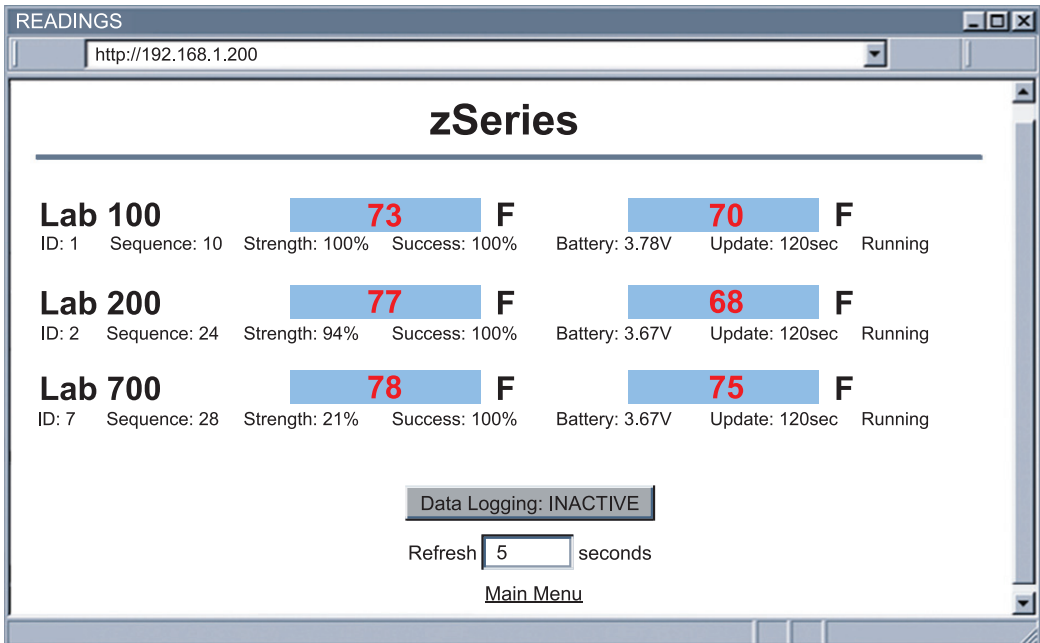 READINGS
http://192.168.1.200
zSeries
Lab 100 73 F 70 F
ID: 1 Sequence: 10 Strength: 100% Success: 100% Battery: 3.78V Update: 120sec Running
Lab 200 77 F 68 F
ID: 2 Sequence: 24 Strength: 94% Success: 100% Battery: 3.67V Update: 120sec Running
Lab 700 78 F 75 F
ID: 7 Sequence: 28 Strength: 21% Success: 100% Battery: 3.67V Update: 120sec Running
Data Logging: INACTIVE
Refresh 5 seconds
Main Menu